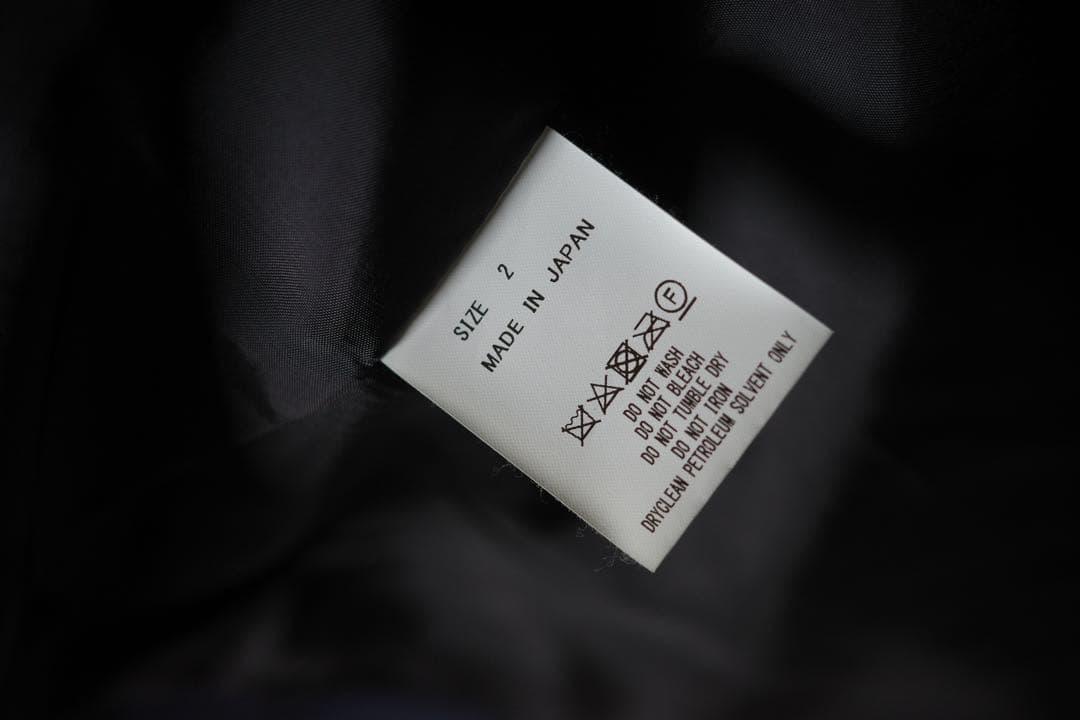 SIZE 2
MADE IN JAPAN
F
DO NOT WASH
DO NOT BLEACH
DO NOT TUMBLE DRY
DO NOT IRON
DRYCLEAN PETROLEUM SOLVENT ONLY